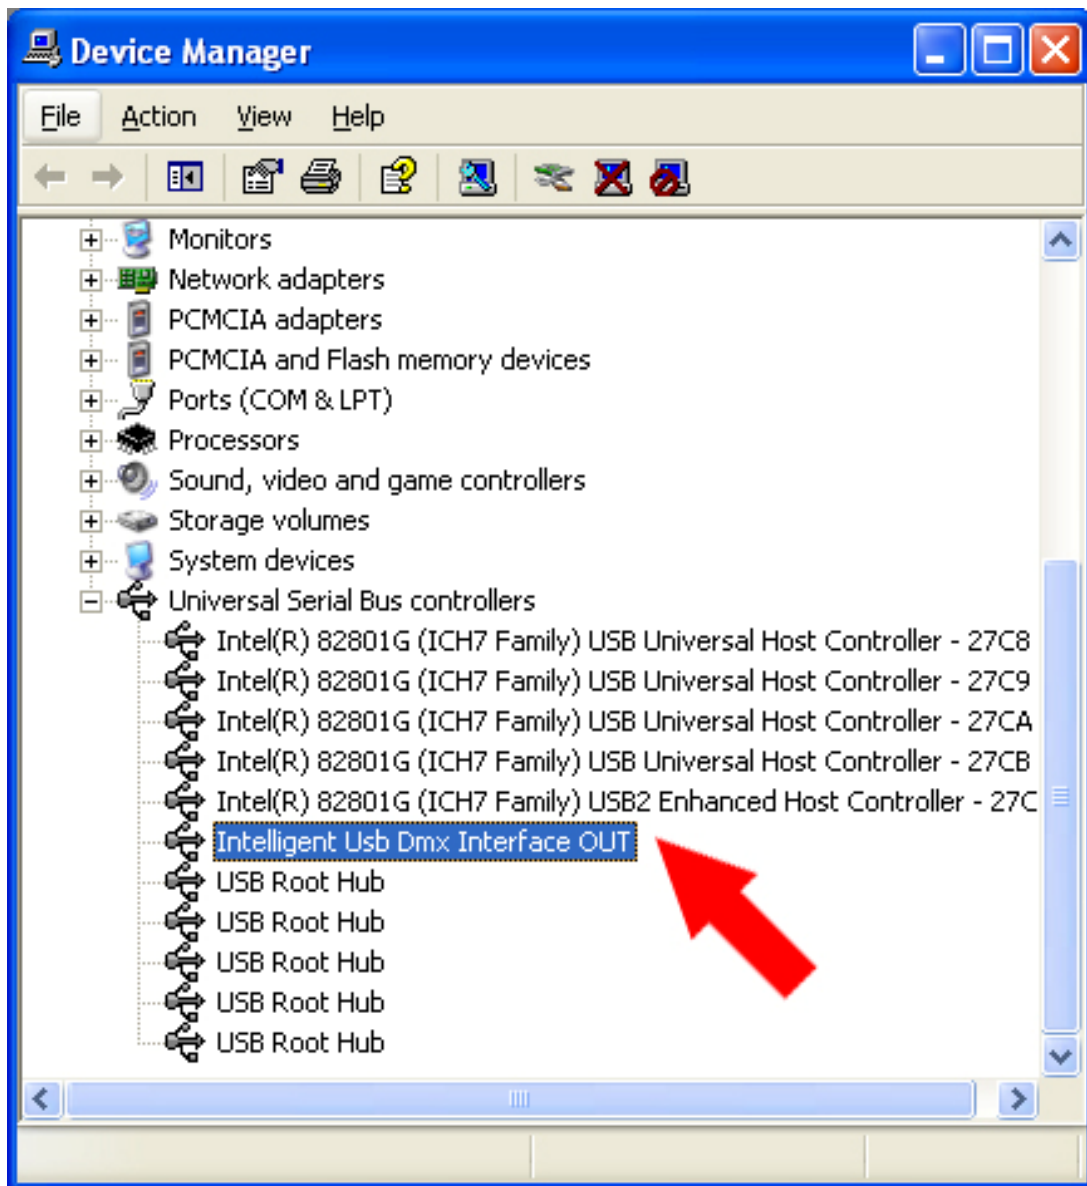 Device Manager
File Action View Help
Monitors
Network adapters
PCMCIA adapters
PCMCIA and Flash memory devices
Ports (COM & LPT)
Processors
Sound, video and game controllers
Storage volumes
System devices
Universal Serial Bus controllers
Intel(R) 82801G (ICH7 Family) USB Universal Host Controller - 27C8
Intel(R) 82801G (ICH7 Family) USB Universal Host Controller - 27C9
Intel(R) 82801G (ICH7 Family) USB Universal Host Controller - 27CA
Intel(R) 82801G (ICH7 Family) USB Universal Host Controller - 27CB
Intel(R) 82801G (ICH7 Family) USB2 Enhanced Host Controller - 27C
Intelligent Usb Dmx Interface OUT
USB Root Hub
USB Root Hub
USB Root Hub
USB Root Hub
USB Root Hub